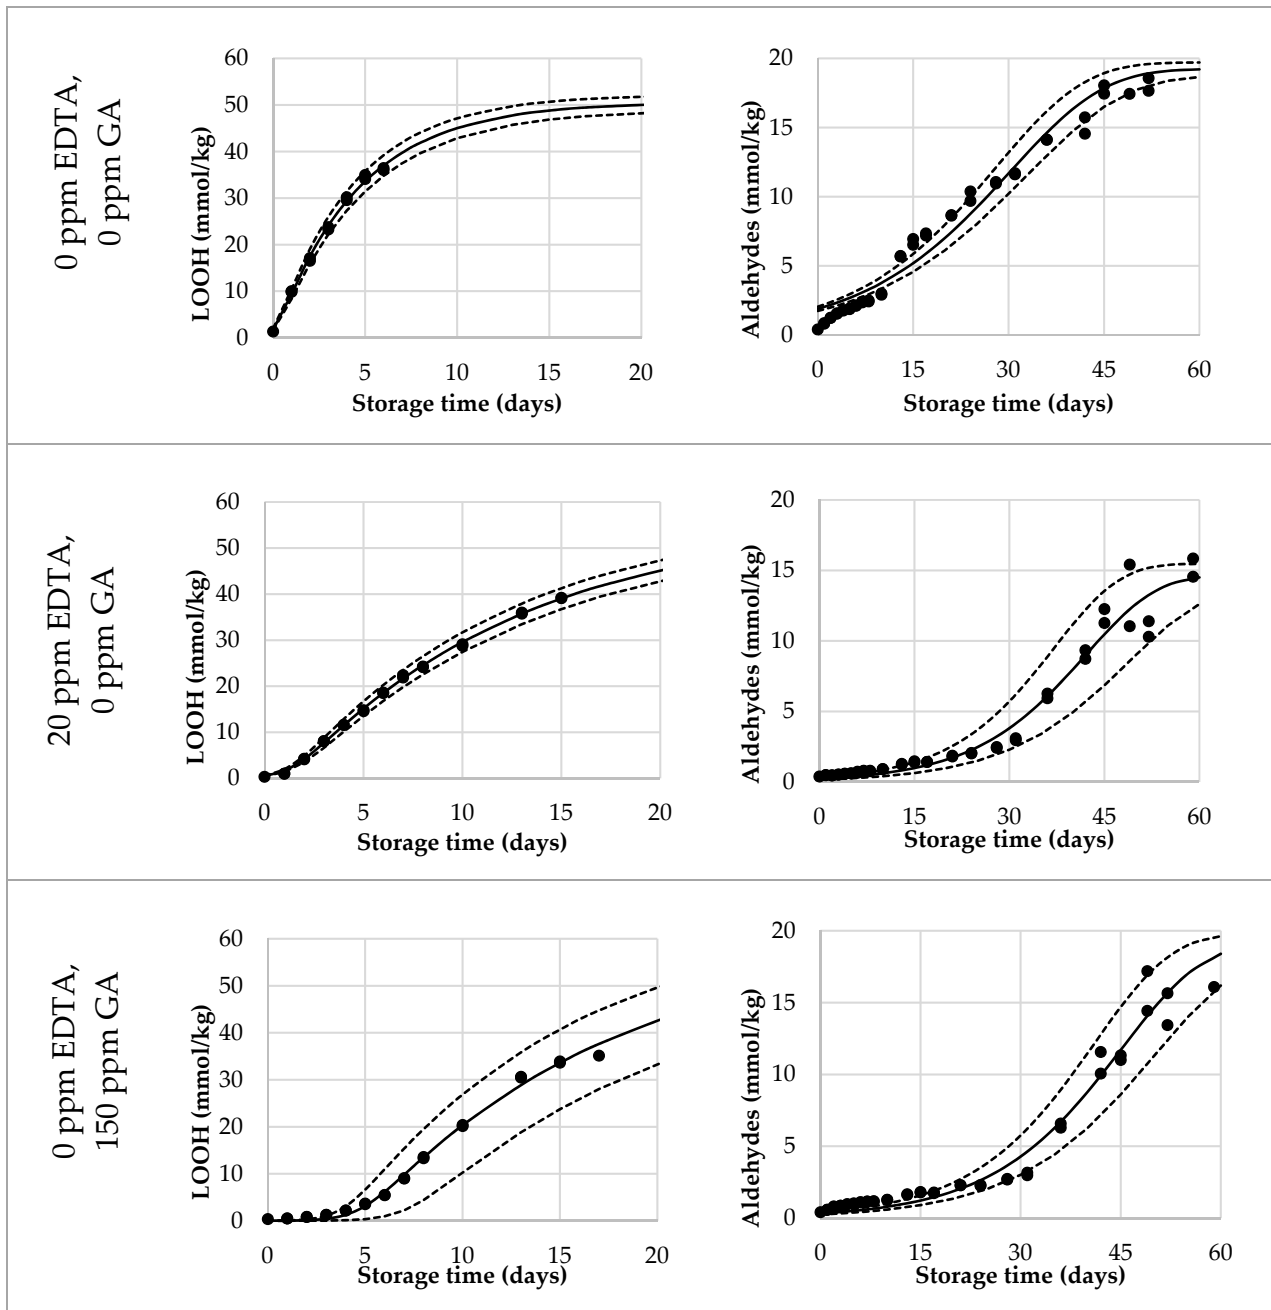 0 ppm EDTA,
0 ppm GA
LOOH (mmol/kg)
60
50
40
30
20
10
0
0 5 10 15 20
Storage time (days)
Aldehydes (mmol/kg)
20
15
10
5
0
0 15 30 45 60
Storage time (days)
20 ppm EDTA,
0 ppm GA
LOOH (mmol/kg)
60
50
40
30
20
10
0
0 5 10 15 20
Storage time (days)
Aldehydes (mmol/kg)
20
15
10
5
0
0 15 30 45 60
Storage time (days)
0 ppm EDTA,
150 ppm GA
LOOH (mmol/kg)
60
50
40
30
20
10
0
0 5 10 15 20
Storage time (days)
Aldehydes (mmol/kg)
20
15
10
5
0
0 15 30 45 60
Storage time (days)